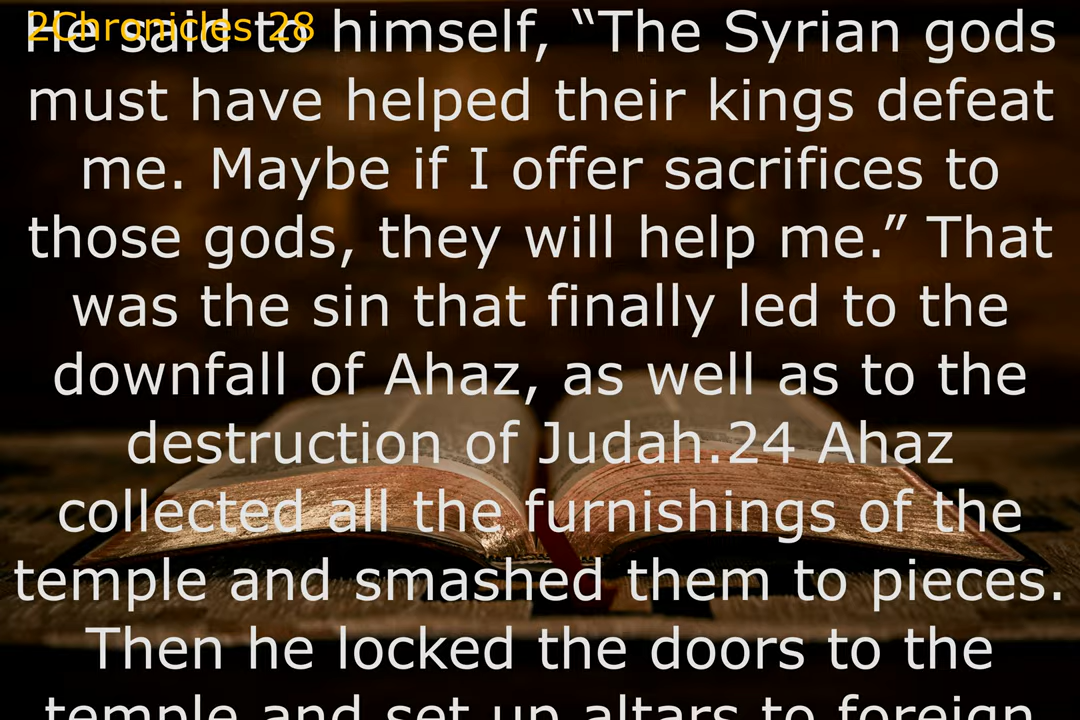 2Chronicles 28
He said to himself, “The Syrian gods
must have helped their kings defeat
me. Maybe if I offer sacrifices to
those gods, they will help me.” That
was the sin that finally led to the
downfall of Ahaz, as well as to the
destruction of Judah.24 Ahaz
collected all the furnishings of the
temple and smashed them to pieces.
Then he locked the doors to the
temple and set up altars to foreign